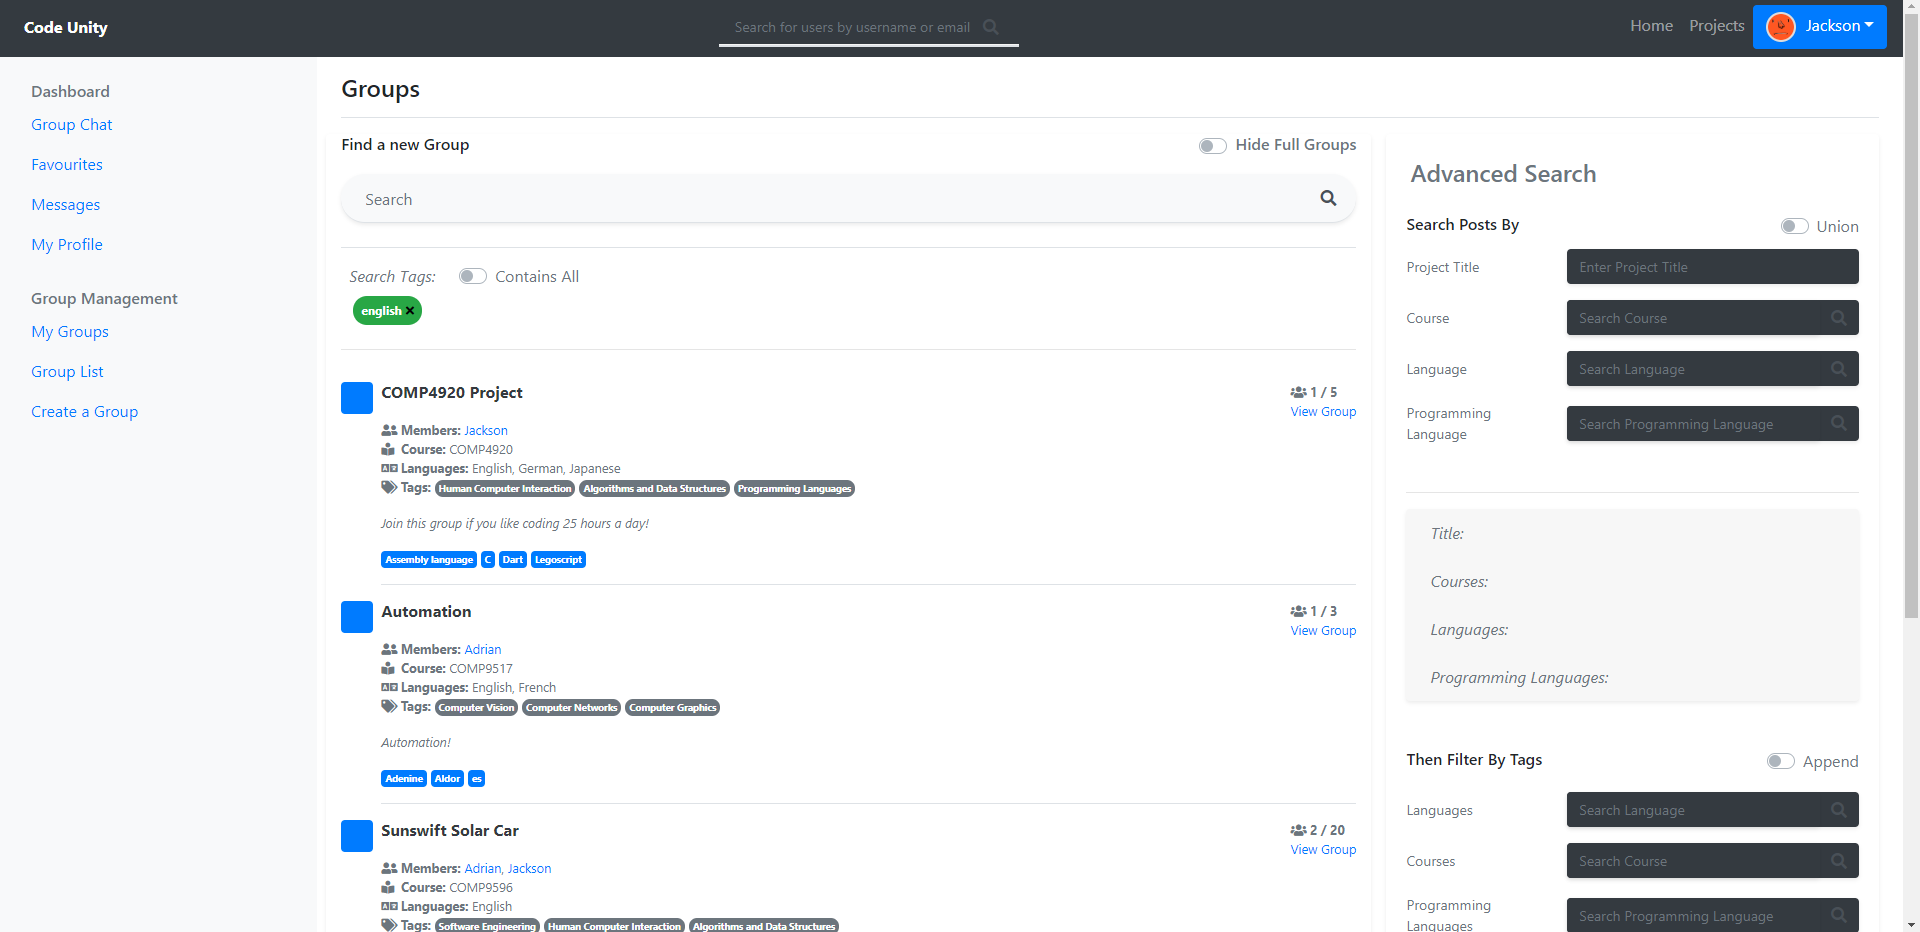 Code Unity
Search for users by username or email
Home
Projects
Jackson
Dashboard
Group Chat
Favourites
Messages
My Profile
Group Management
My Groups
Group List
Create a Group
Groups
Find a new Group
Hide Full Groups
Search
Search Tags:
Contains All
english
COMP4920 Project
1 / 5
View Group
Members: Jackson
Course: COMP4920
Languages: English, German, Japanese
Tags: Human Computer Interaction Algorithms and Data Structures Programming Languages
Join this group if you like coding 25 hours a day!
Assembly language C Dart Legoscript
Automation
1 / 3
View Group
Members: Adrian
Course: COMP9517
Languages: English, French
Tags: Computer Vision Computer Networks Computer Graphics
Automation!
Adenine Aldor es
Sunswift Solar Car
2 / 20
View Group
Members: Adrian, Jackson
Course: COMP9596
Languages: English
Tags: Software Engineering Human Computer Interaction Algorithms and Data Structures
Advanced Search
Search Posts By
Union
Project Title
Enter Project Title
Course
Search Course
Language
Search Language
Programming
Language
Search Programming Language
Title:
Courses:
Languages:
Programming Languages:
Then Filter By Tags
Append
Languages
Search Language
Courses
Search Course
Programming
Languages
Search Programming Language